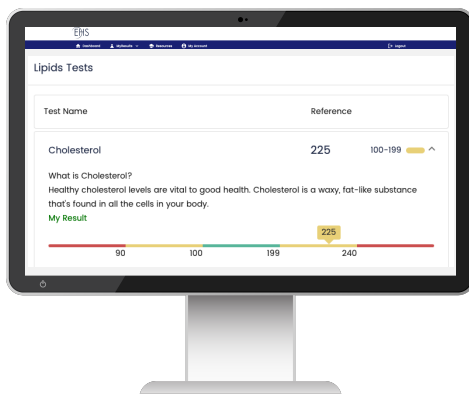 EHS
Dashboard MyResults Resources My Account Logout
Lipids Tests
Test Name Reference
Cholesterol 225 100-199
What is Cholesterol?
Healthy cholesterol levels are vital to good health. Cholesterol is a waxy, fat-like substance
that's found in all the cells in your body.
My Result
225
90 100 199 240